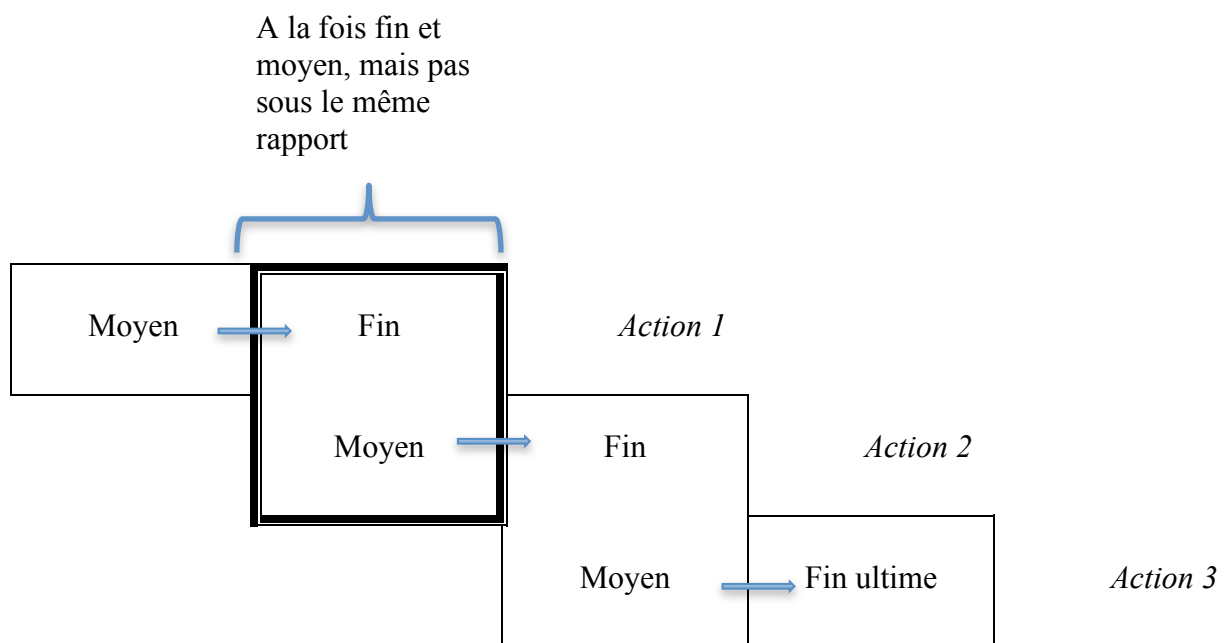 A la fois fin et
moyen, mais pas
sous le même
rapport
Moyen Fin Action 1
Moyen Fin Action 2
Moyen Fin ultime Action 3